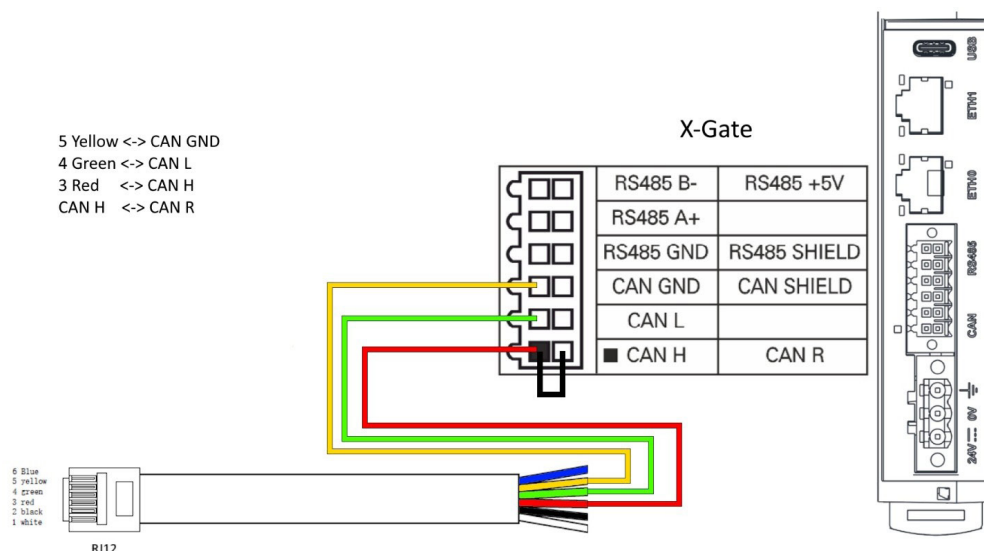 5 Yellow <-> CAN GND
4 Green <-> CAN L
3 Red <-> CAN H
CAN H <-> CAN R
X-Gate
RS485 B- RS485 +5V
RS485 A+
RS485 GND RS485 SHIELD
CAN GND CAN SHIELD
CAN L
■ CAN H CAN R
USB
ETH1
ETH0
RS485
CAN
24V 0V
6 Blue
5 yellow
4 green
3 red
2 black
1 white
RJ12